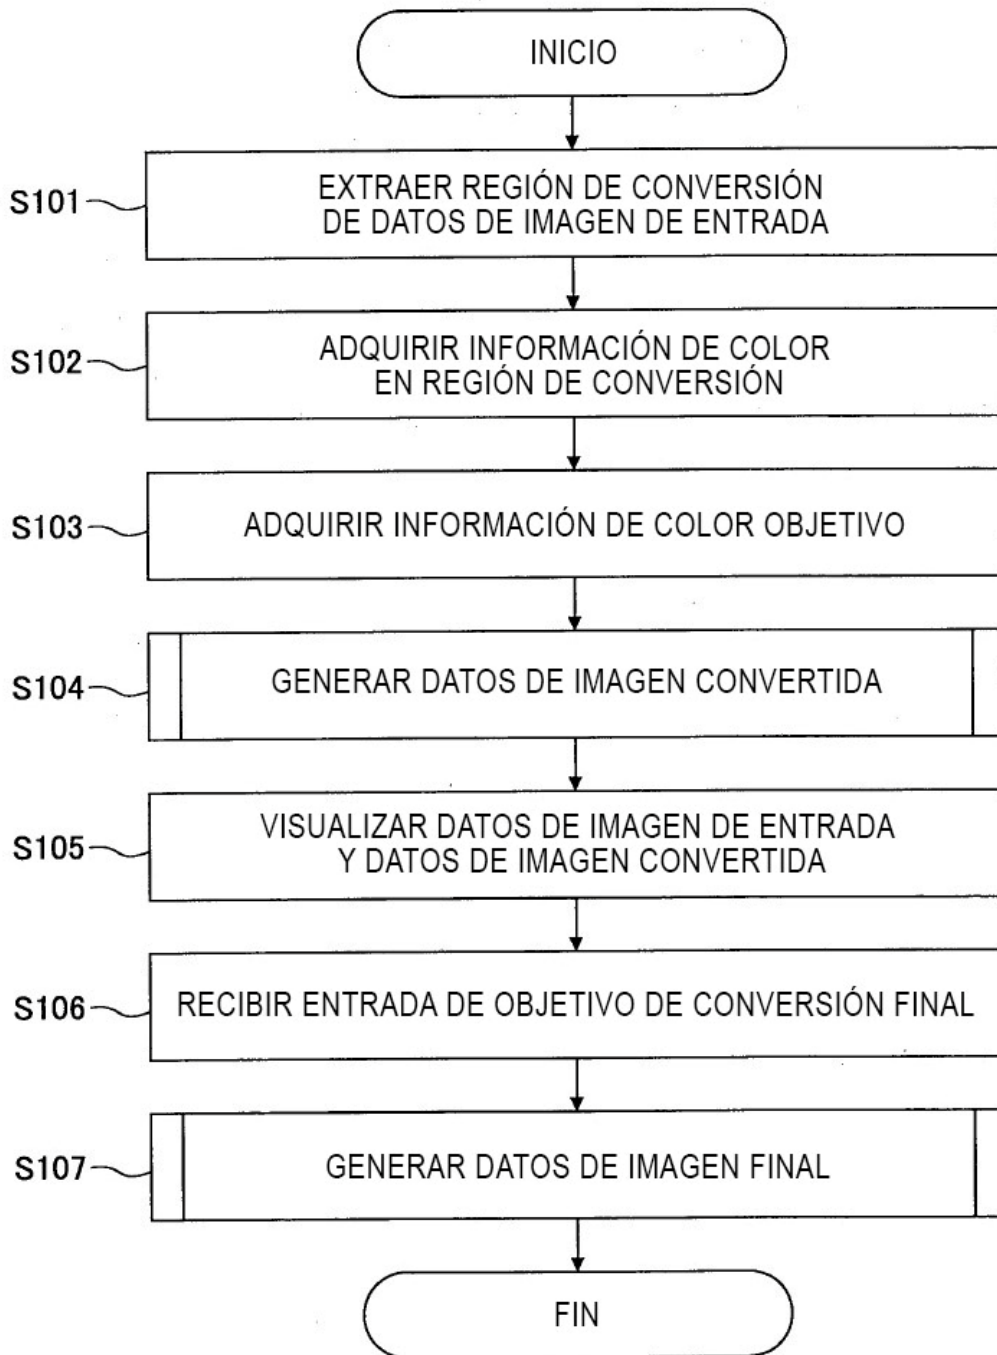 INICIO
S101
EXTRAER REGIÓN DE CONVERSIÓN
DE DATOS DE IMAGEN DE ENTRADA
S102
ADQUIRIR INFORMACIÓN DE COLOR
EN REGIÓN DE CONVERSIÓN
S103
ADQUIRIR INFORMACIÓN DE COLOR OBJETIVO
S104
GENERAR DATOS DE IMAGEN CONVERTIDA
S105
VISUALIZAR DATOS DE IMAGEN DE ENTRADA
Y DATOS DE IMAGEN CONVERTIDA
S106
RECIBIR ENTRADA DE OBJETIVO DE CONVERSIÓN FINAL
S107
GENERAR DATOS DE IMAGEN FINAL
FIN